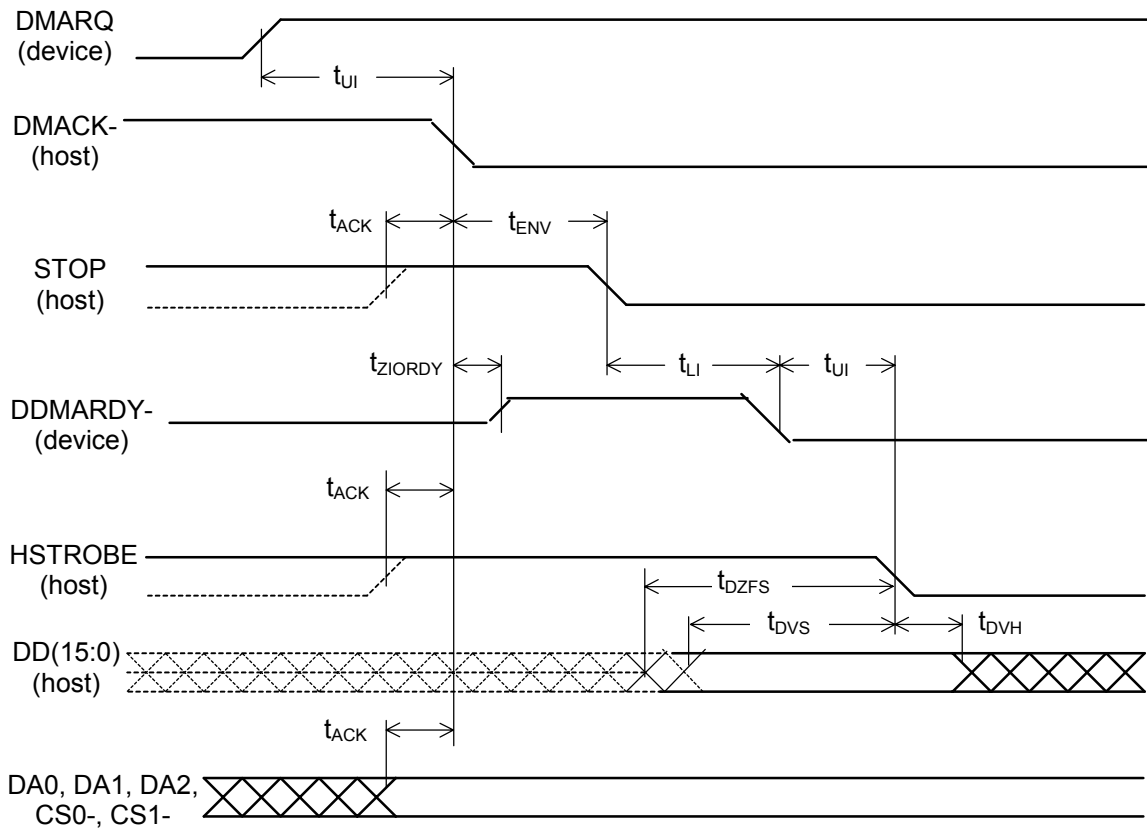 DMARQ
(device)
tUI
DMACK-
(host)
tACK
tENV
STOP
(host)
tZIORDY
tLI
tUI
DDMARDY-
(device)
tACK
HSTROBE
(host)
tDZFS
tDVS
tDVH
DD(15:0)
(host)
tACK
DA0, DA1, DA2,
CS0-, CS1-